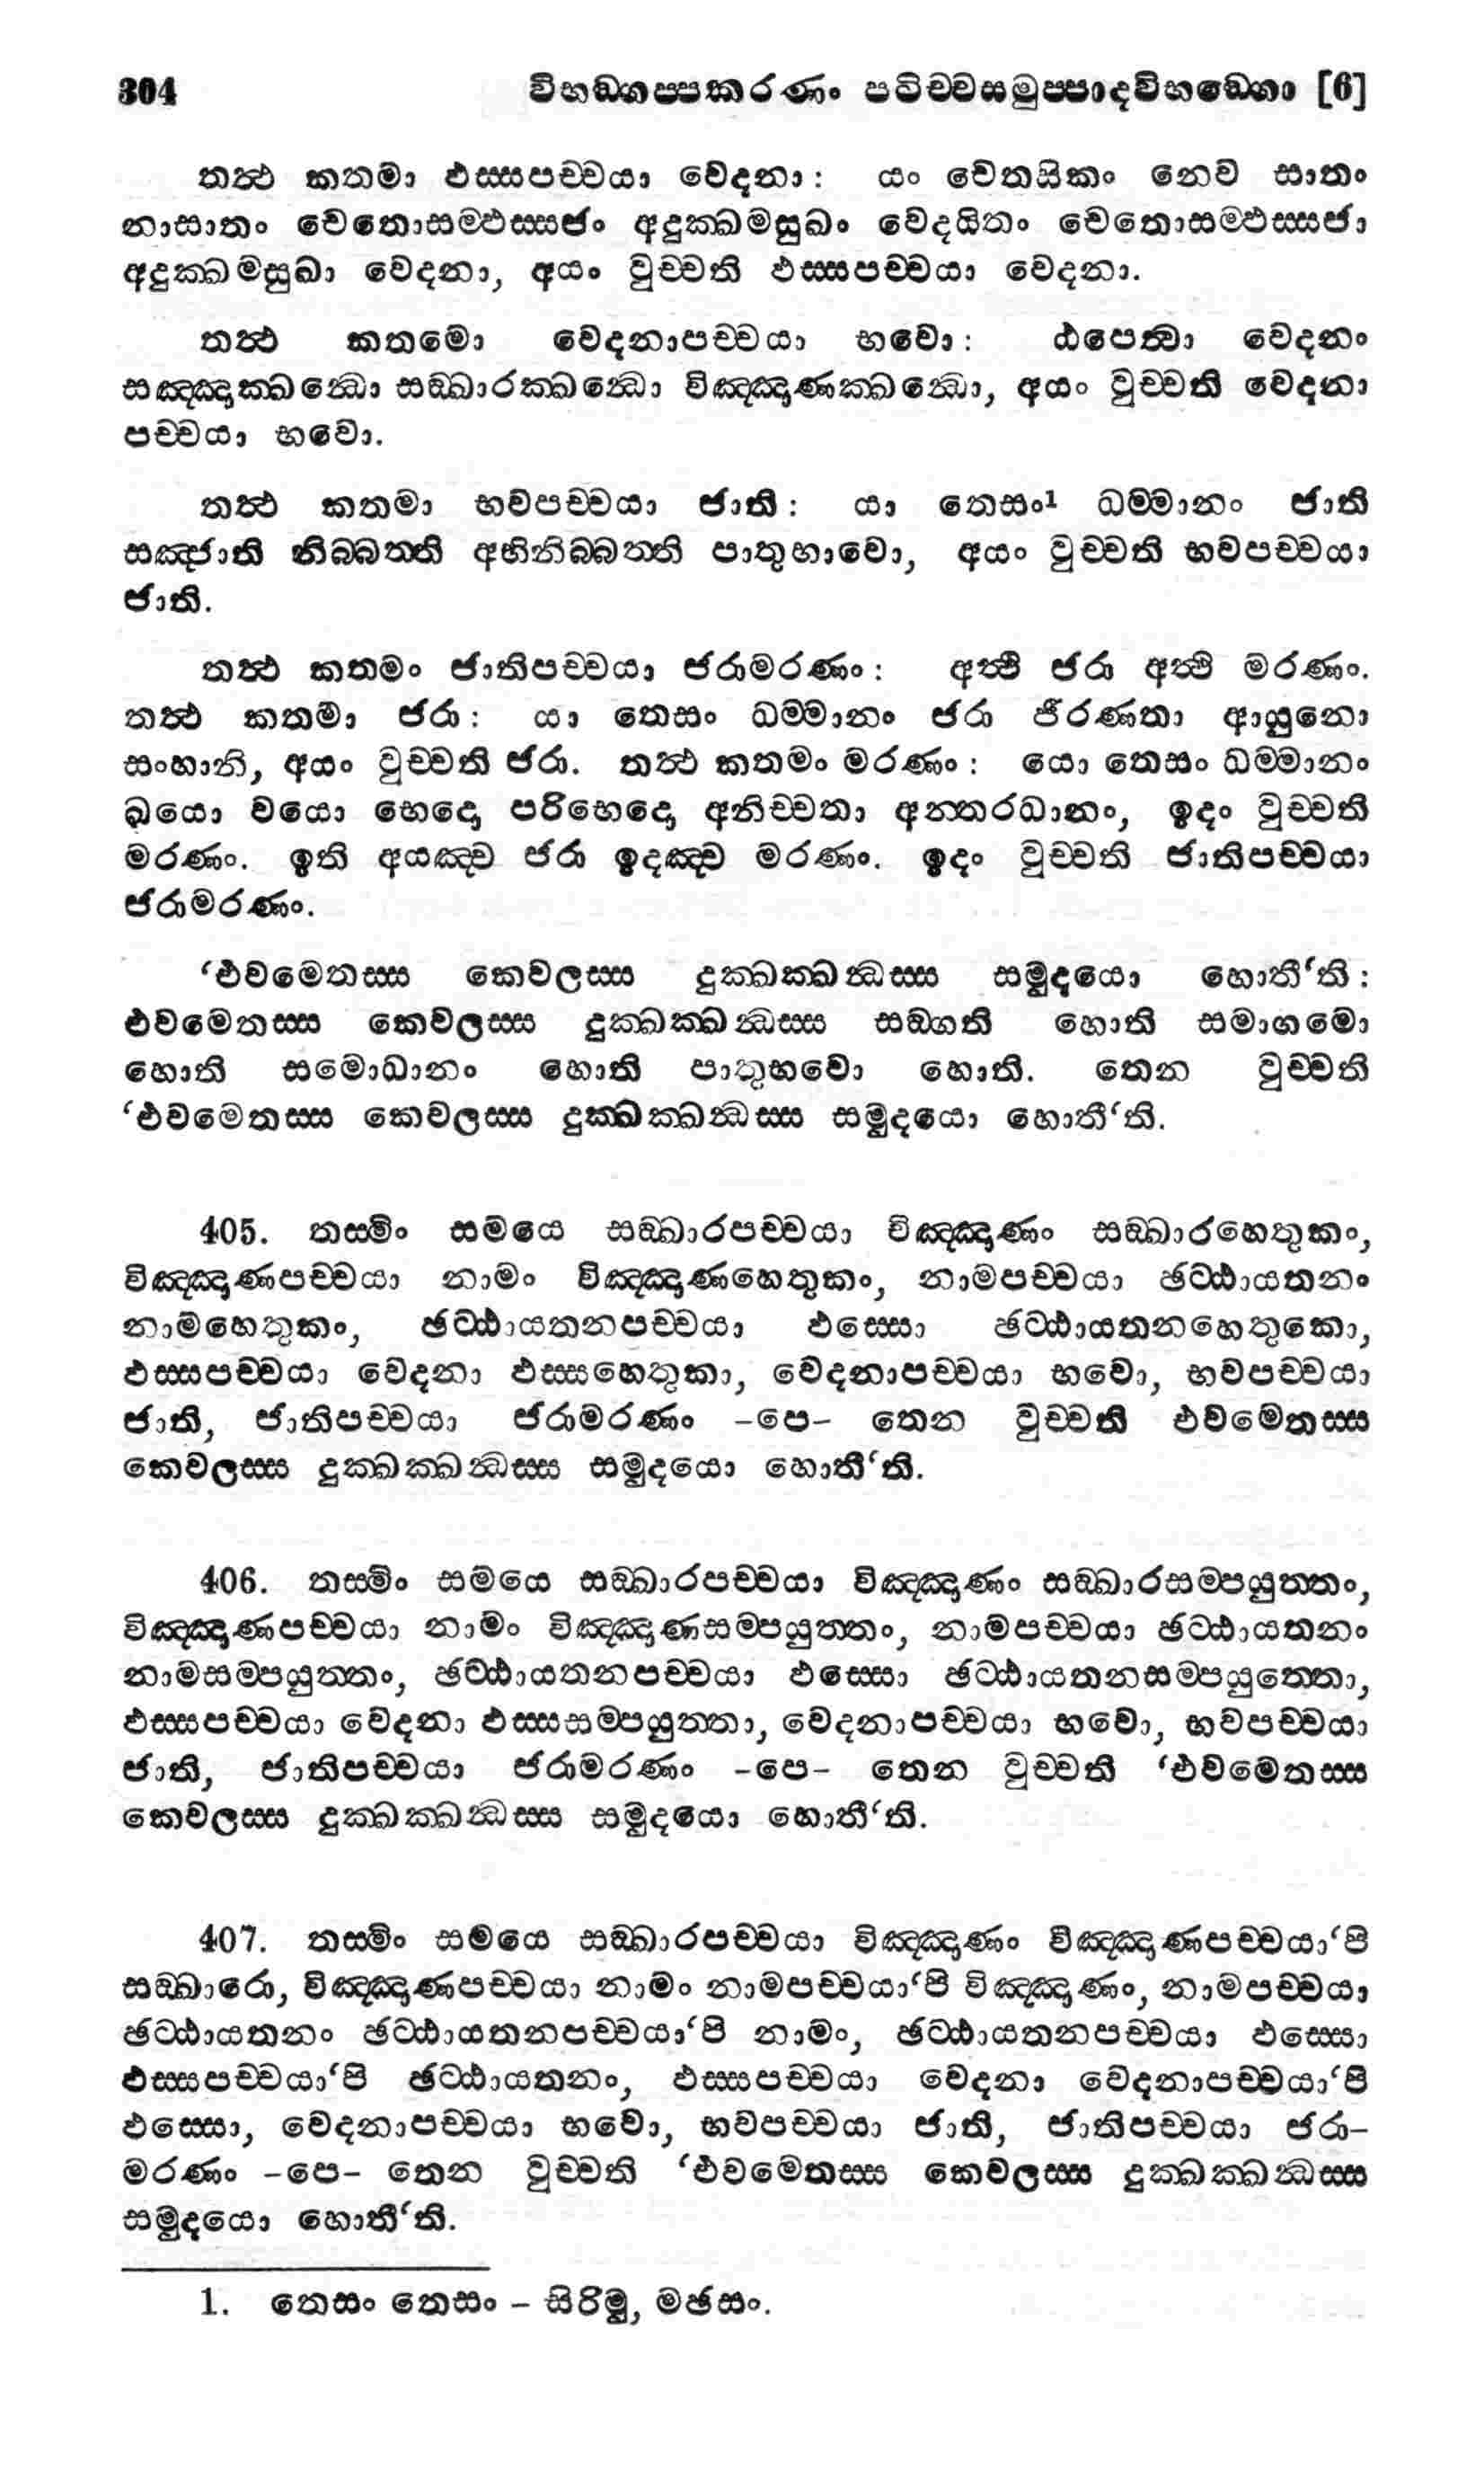 304 විභඞ්ගප්පකරණං පටිච්චසමුප්පාදවිභඞ්ගො [6]
තත්ථ කතමා ඵස්සපච්චයා වේදනා: යං චේතයිකං නෙව සාතං
නාසාතං චෙතොසම්ඵස්සජං අදුක්ඛමසුඛං වේදයිතං චෙතොසම්ඵස්සජා
අදුක්ඛමසුඛා වෙදනා, අයං වුච්චති ඵස්සපච්චයා වෙදනා.
තත්ථ කතමො වෙදනාපච්චයා භවො: ඨපෙත්වා වෙදනං
සඤ්ඤාක්ඛන්ධො සඞ්ඛාරක්ඛන්ධො විඤ්ඤාණක්ඛන්ධො, අයං වුච්චති වෙදනා
පච්චයා භවො.
තත්ථ කතමා භවපච්චයා ජාති: යා තෙසං¹ ධම්මානං ජාති
සඤ්ජාති නිබ්බත්ති අභිනිබ්බත්ති පාතුභාවො, අයං වුච්චති භවපච්චයා
ජාති.
තත්ථ කතමං ජාතිපච්චයා ජරාමරණං: අත්ථි ජරා අත්ථි මරණං.
තත්ථ කතමා ජරා: යා තෙසං ධම්මානං ජරා ජීරණතා ආයුනො
සංහානි, අයං වුච්චති ජරා. තත්ථ කතමං මරණං: යො තෙසං ධම්මානං
ඛයො වයො භෙදො පරිභෙදො අනිච්චතා අන්තරධානං, ඉදං වුච්චති
මරණං. ඉති අයඤ්ච ජරා ඉදඤ්ච මරණං. ඉදං වුච්චති ජාතිපච්චයා
ජරාමරණං.
‘එවමෙතස්ස කෙවලස්ස දුක්ඛක්ඛන්ධස්ස සමුදයො හොතී‘ති:
එවමෙතස්ස කෙවලස්ස දුක්ඛක්ඛන්ධස්ස සඞ්ගති හොති සමාගමො
හොති සමොධානං හොති පාතුභවො හොති. තෙන වුච්චති
‘එවමෙතස්ස කෙවලස්ස දුක්ඛක්ඛන්ධස්ස සමුදයො හොතී‘ති.
405. තස්මිං සමයෙ සඞ්ඛාරපච්චයා විඤ්ඤාණං සඞ්ඛාරහෙතුකං,
විඤ්ඤාණපච්චයා නාමං විඤ්ඤාණහෙතුකං, නාමපච්චයා ඡට්ඨායතනං
නාමහෙතුකං, ඡට්ඨායතනපච්චයා ඵස්සො ඡට්ඨායතනහෙතුකො,
ඵස්සපච්චයා වෙදනා ඵස්සහෙතුකා, වෙදනාපච්චයා භවො, භවපච්චයා
ජාති, ජාතිපච්චයා ජරාමරණං –පෙ– තෙන වුච්චති එවමෙතස්ස
කෙවලස්ස දුක්ඛක්ඛන්ධස්ස සමුදයො හොතී‘ති.
406. තස්මිං සමයෙ සඞ්ඛාරපච්චයා විඤ්ඤාණං සඞ්ඛාරසම්පයුත්තං,
විඤ්ඤාණපච්චයා නාමං විඤ්ඤාණසම්පයුත්තං, නාමපච්චයා ඡට්ඨායතනං
නාමසම්පයුත්තං, ඡට්ඨායතනපච්චයා ඵස්සො ඡට්ඨායතනසම්පයුත්තො,
ඵස්සපච්චයා වෙදනා ඵස්සසම්පයුත්තා, වෙදනාපච්චයා භවො, භවපච්චයා
ජාති, ජාතිපච්චයා ජරාමරණං –පෙ– තෙන වුච්චති ‘එවමෙතස්ස
කෙවලස්ස දුක්ඛක්ඛන්ධස්ස සමුදයො හොතී‘ති.
407. තස්මිං සමයෙ සඞ්ඛාරපච්චයා විඤ්ඤාණං විඤ්ඤාණපච්චයා‘පි
සඞ්ඛාරො, විඤ්ඤාණපච්චයා නාමං නාමපච්චයා‘පි විඤ්ඤාණං, නාමපච්චයා
ඡට්ඨායතනං ඡට්ඨායතනපච්චයා‘පි නාමං, ඡට්ඨායතනපච්චයා ඵස්සො
ඵස්සපච්චයා‘පි ඡට්ඨායතනං, ඵස්සපච්චයා වෙදනා වෙදනාපච්චයා‘පි
ඵස්සො, වෙදනාපච්චයා භවො, භවපච්චයා ජාති, ජාතිපච්චයා ජරා–
මරණං –පෙ– තෙන වුච්චති ‘එවමෙතස්ස කෙවලස්ස දුක්ඛක්ඛන්ධස්ස
සමුදයො හොතී‘ති.
1. තෙසං තෙසං – සිරිමු, මඡසං.